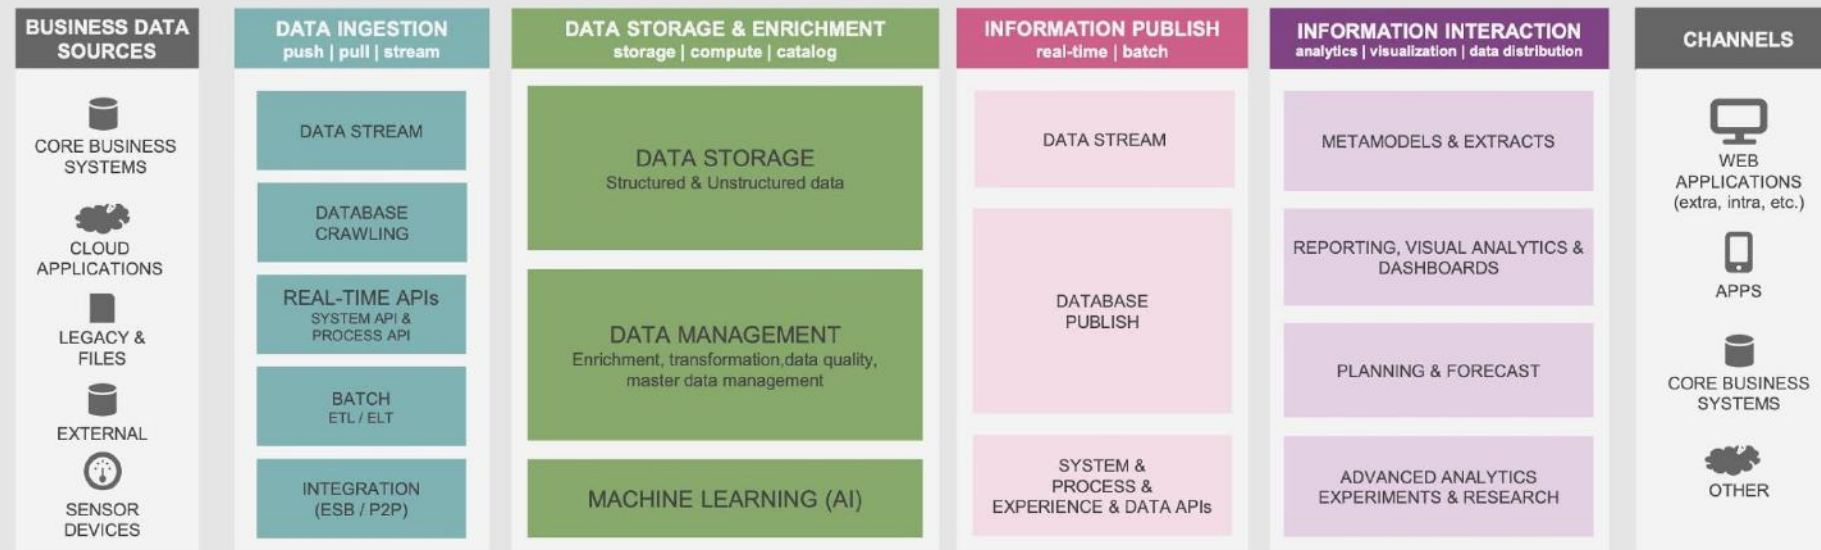 BUSINESS DATA
SOURCES
CORE BUSINESS
SYSTEMS
CLOUD
APPLICATIONS
LEGACY &
FILES
EXTERNAL
SENSOR
DEVICES
DATA INGESTION
push | pull | stream
DATA STREAM
DATABASE
CRAWLING
REAL-TIME APIs
SYSTEM API &
PROCESS API
BATCH
ETL / ELT
INTEGRATION
(ESB / P2P)
DATA STORAGE & ENRICHMENT
storage | compute | catalog
DATA STORAGE
Structured & Unstructured data
DATA MANAGEMENT
Enrichment, transformation,data quality,
master data management
MACHINE LEARNING (AI)
INFORMATION PUBLISH
real-time | batch
DATA STREAM
DATABASE
PUBLISH
SYSTEM &
PROCESS &
EXPERIENCE & DATA APIs
INFORMATION INTERACTION
analytics | visualization | data distribution
METAMODELS & EXTRACTS
REPORTING, VISUAL ANALYTICS &
DASHBOARDS
PLANNING & FORECAST
ADVANCED ANALYTICS
EXPERIMENTS & RESEARCH
CHANNELS
WEB
APPLICATIONS
(extra, intra, etc.)
APPS
CORE BUSINESS
SYSTEMS
OTHER